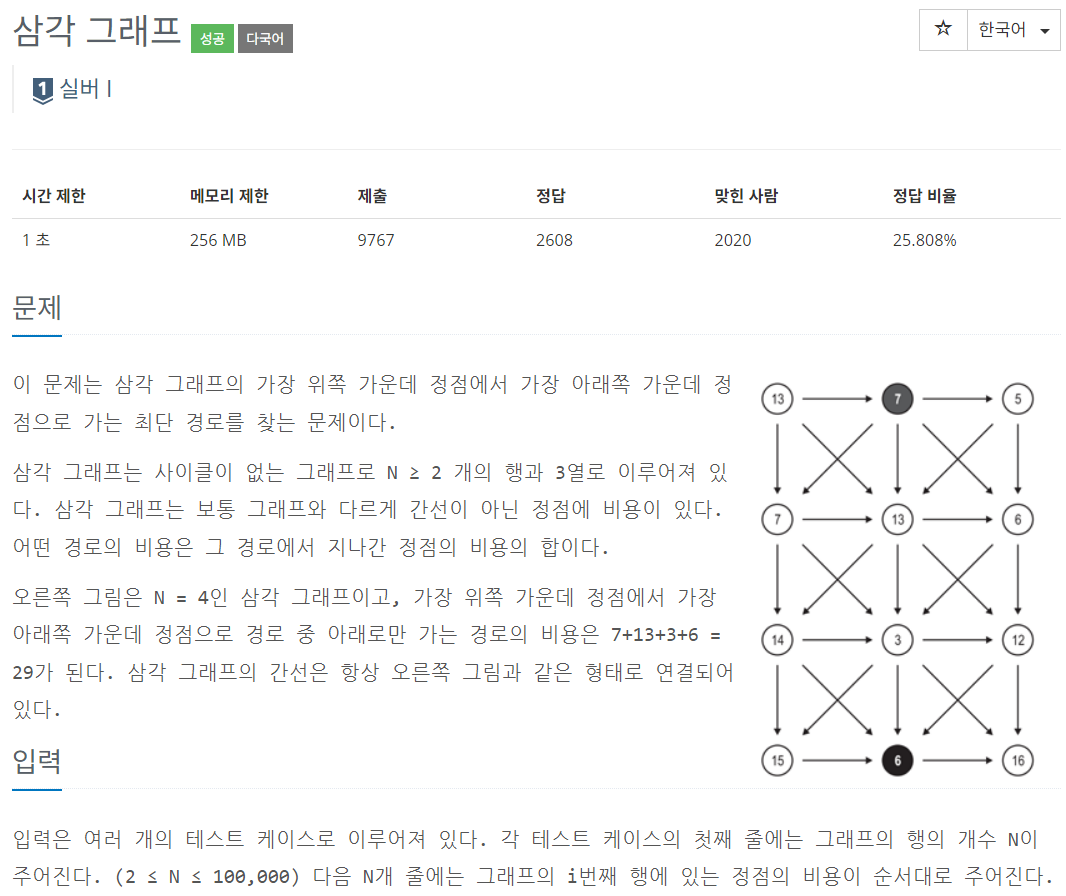 삼각 그래프 성공 다국어
☆ 한국어
1 실버 I
시간 제한 메모리 제한 제출 정답 맞힌 사람 정답 비율
1 초 256 MB 9767 2608 2020 25.808%
문제
이 문제는 삼각 그래프의 가장 위쪽 가운데 정점에서 가장 아래쪽 가운데 정
점으로 가는 최단 경로를 찾는 문제이다.
삼각 그래프는 사이클이 없는 그래프로 N ≥ 2 개의 행과 3열로 이루어져 있
다. 삼각 그래프는 보통 그래프와 다르게 간선이 아닌 정점에 비용이 있다.
어떤 경로의 비용은 그 경로에서 지나간 정점의 비용의 합이다.
오른쪽 그림은 N = 4인 삼각 그래프이고, 가장 위쪽 가운데 정점에서 가장
아래쪽 가운데 정점으로 경로 중 아래로만 가는 경로의 비용은 7+13+3+6 =
29가 된다. 삼각 그래프의 간선은 항상 오른쪽 그림과 같은 형태로 연결되어
있다.
13 7 5
7 13 6
14 3 12
15 6 16
입력
입력은 여러 개의 테스트 케이스로 이루어져 있다. 각 테스트 케이스의 첫째 줄에는 그래프의 행의 개수 N이
주어진다. (2 ≤ N ≤ 100,000) 다음 N개 줄에는 그래프의 i번째 행에 있는 정점의 비용이 순서대로 주어진다.